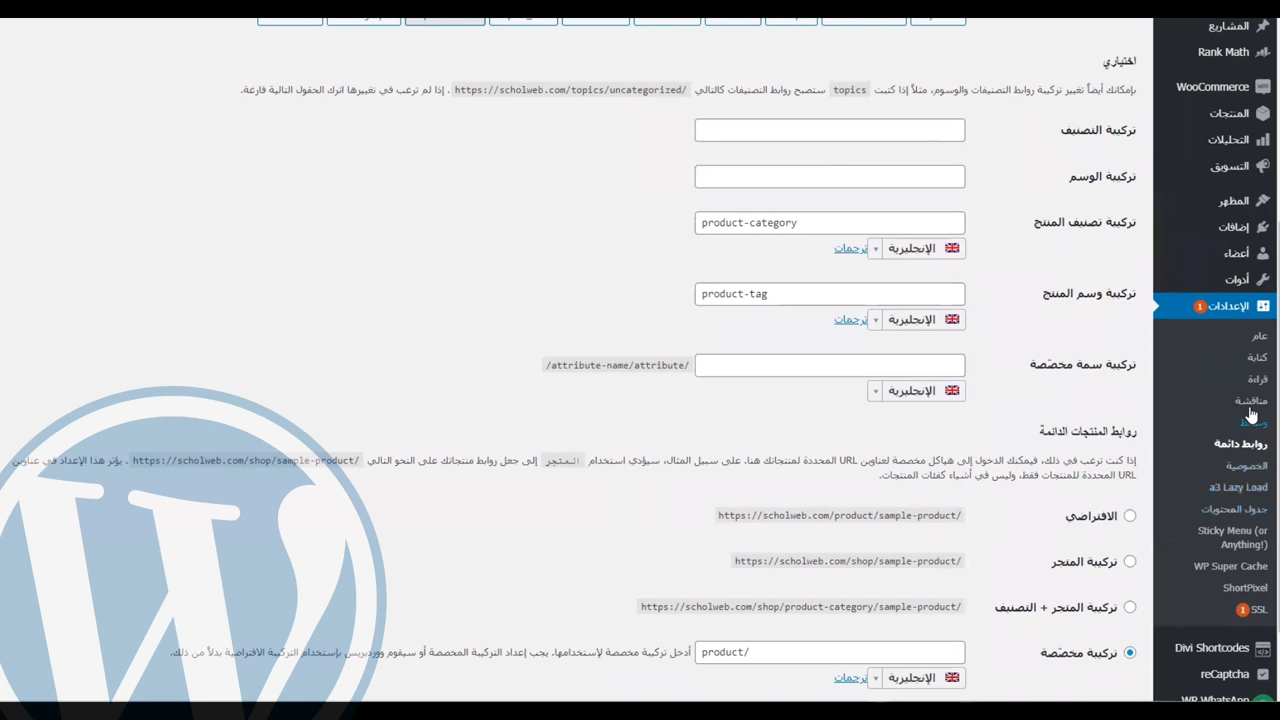 اختياري
بإمكانك أيضاً تغيير تركيبة روابط التصنيفات والوسوم، مثلاً إذا كتبت topics ستصبح روابط التصنيفات كالتالي https://scholweb.com/topics/uncategorized/ . إذا لم ترغب في تغييرها اترك الحقول التالية فارغة.
تركيبة التصنيف
تركيبة الوسم
تركيبة تصنيف المنتج product-category
الإنجليزية ترجمات
تركيبة وسم المنتج product-tag
الإنجليزية ترجمات
تركيبة سمة مخصّصة /attribute-name/attribute/
الإنجليزية
روابط المنتجات الدائمة
إذا كنت ترغب في ذلك، فيمكنك الدخول إلى هياكل مخصصة لعناوين URL المحددة لمنتجاتك هنا. على سبيل المثال، سيؤدي استخدام المتجر إلى جعل روابط منتجاتك على النحو التالي https://scholweb.com/shop/sample-product/ . يؤثر هذا الإعداد في عناوين
URL المحددة للمنتجات فقط، وليس في أشياء كفئات المنتجات.
الافتراضي https://scholweb.com/product/sample-product/
تركيبة المتجر https://scholweb.com/shop/sample-product/
تركيبة المتجر + التصنيف https://scholweb.com/shop/product-category/sample-product/
تركيبة مخصّصة product/ أدخل تركيبة مخصصة لإستخدامها. يجب إعداد التركيبة المخصصة أو سيقوم ووردبريس بإستخدام التركيبة الافتراضية بدلاً من ذلك.
الإنجليزية ترجمات
المشاريع
Rank Math
WooCommerce
المنتجات
التحليلات
التسويق
المظهر
إضافات
أعضاء
أدوات
الإعدادات 1
عام
كتابة
قراءة
مناقشة
روابط دائمة
الخصوصية
a3 Lazy Load
جدول المحتويات
Sticky Menu (or
Anything!)
WP Super Cache
ShortPixel
SSL 1
Divi Shortcodes
reCaptcha
WP WhatsApp